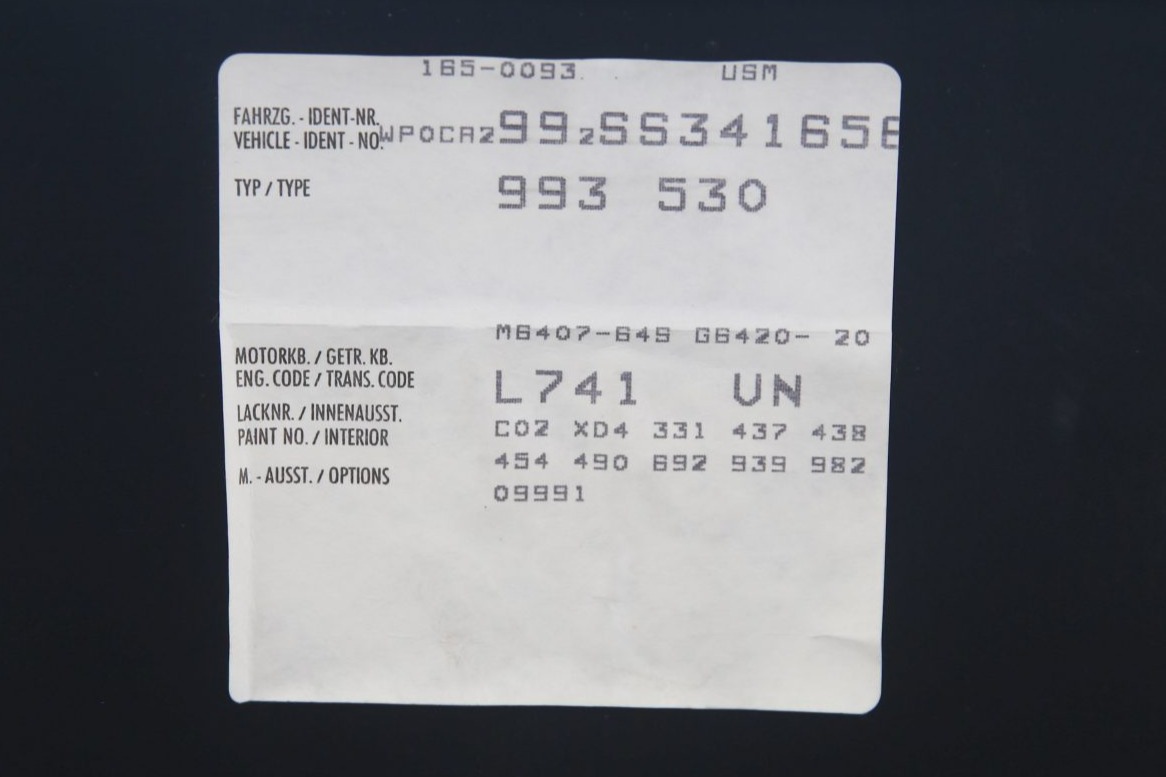 165-0093 USM
FAHRZG. - IDENT-NR.
VEHICLE - IDENT - NO. WP0CA2992SS341656
TYP / TYPE 993 530
M6407-64S G6420- 20
MOTORKB. / GETR. KB.
ENG. CODE / TRANS. CODE L741 UN
LACKNR. / INNENAUSST.
PAINT NO. / INTERIOR C02 XD4 331 437 438
M. - AUSST. / OPTIONS 454 490 692 939 982
09991